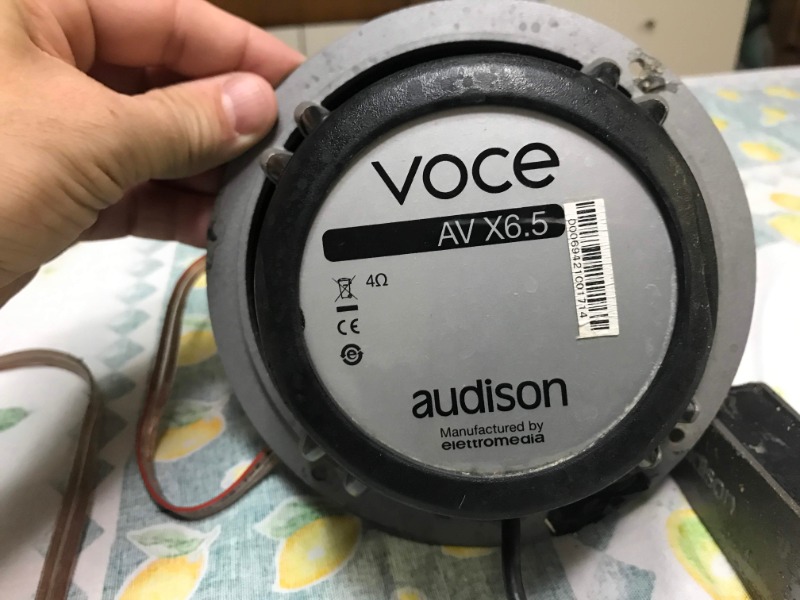 voce
AV X6.5
4Ω
CE
e
D0069421001714
audison
Manufactured by
elettromedia